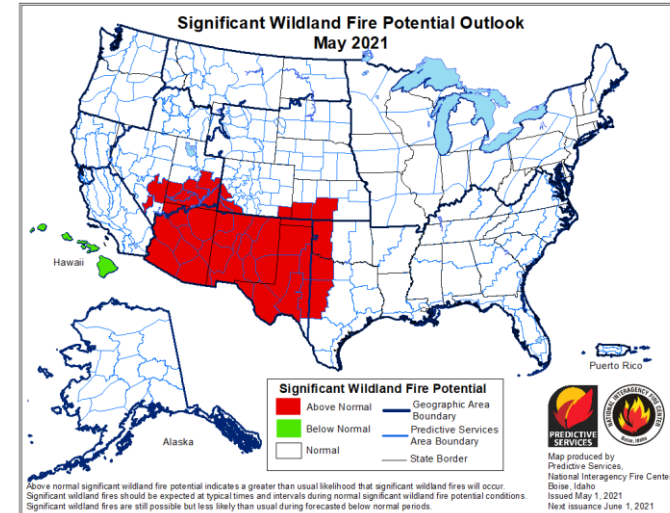 Significant Wildland Fire Potential Outlook
May 2021
Hawaii
Puerto Rico
Alaska
Significant Wildland Fire Potential
Above Normal
Below Normal
Normal
Geographic Area
Boundary
Predictive Services
Area Boundary
State Border
PREDICTIVE
SERVICES
NATIONAL INTERAGENCY FIRE CENTER
Boise, Idaho
Map produced by
Predictive Services,
National Interagency Fire Center
Boise, Idaho
Issued May 1, 2021
Next issuance June 1, 2021
Above normal significant wildland fire potential indicates a greater than usual likelihood that significant wildland fires will occur.
Significant wildland fires should be expected at typical times and intervals during normal significant wildland fire potential conditions.
Significant wildland fires are still possible but less likely than usual during forecasted below normal periods.